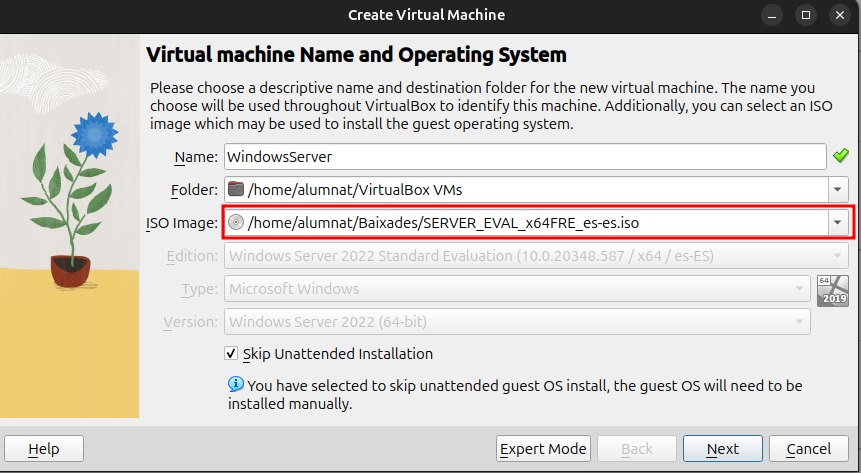 Create Virtual Machine
Virtual machine Name and Operating System
Please choose a descriptive name and destination folder for the new virtual machine. The name you
choose will be used throughout VirtualBox to identify this machine. Additionally, you can select an ISO
image which may be used to install the guest operating system.
Name: WindowsServer
Folder: /home/alumnat/VirtualBox VMs
ISO Image: /home/alumnat/Baixades/SERVER_EVAL_x64FRE_es-es.iso
Edition: Windows Server 2022 Standard Evaluation (10.0.20348.587 / x64 / es-ES)
Type: Microsoft Windows
64
2019
Version: Windows Server 2022 (64-bit)
Skip Unattended Installation
You have selected to skip unattended guest OS install, the guest OS will need to be
installed manually.
Help Expert Mode Back Next Cancel